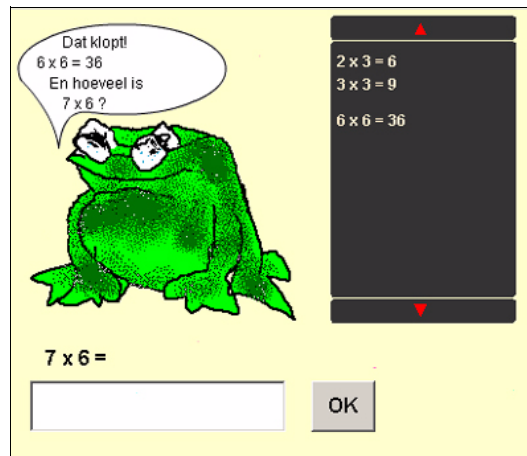 Dat klopt!
6 x 6 = 36
En hoeveel is
7 x 6 ?
2 x 3 = 6
3 x 3 = 9
6 x 6 = 36
7 x 6 =
OK